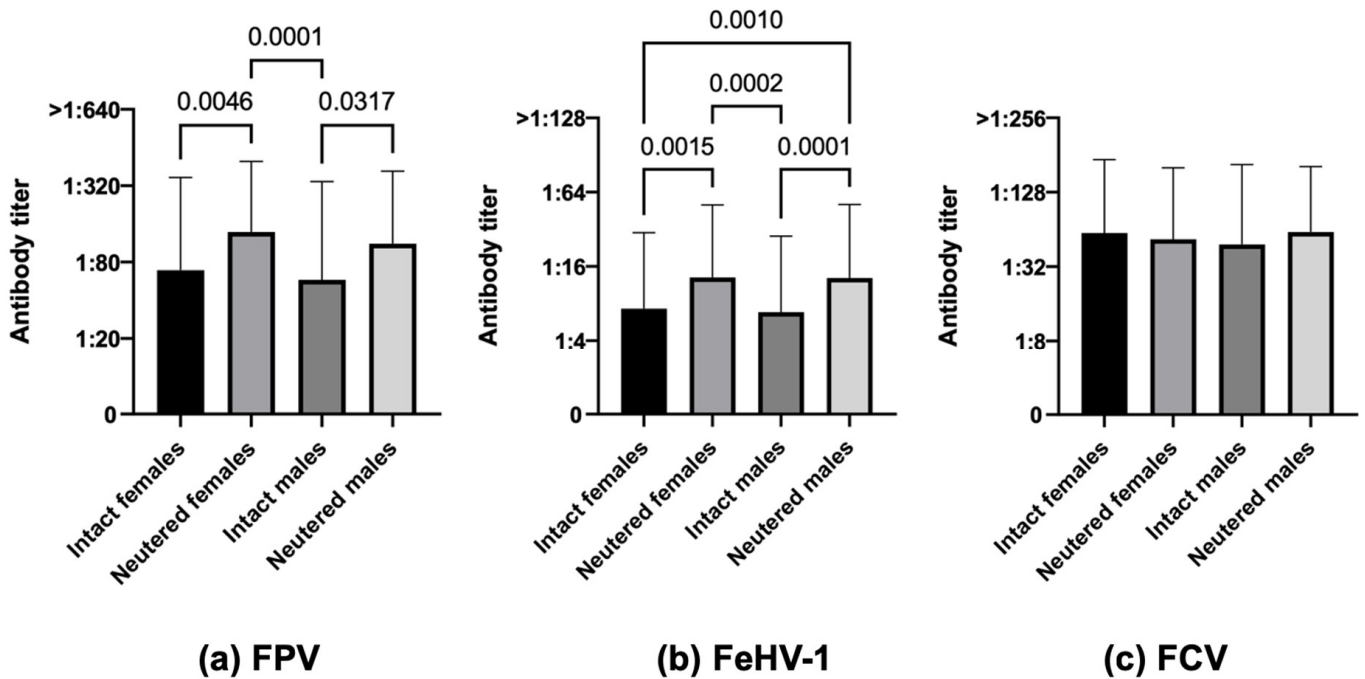 0.0001
0.0046
0.0317
>1:640
1:320
1:80
1:20
0
Antibody titer
Intact females
Neutered females
Intact males
Neutered males
(a) FPV
0.0010
0.0002
0.0015
0.0001
>1:128
1:64
1:16
1:4
0
Antibody titer
Intact females
Neutered females
Intact males
Neutered males
(b) FeHV-1
>1:256
1:128
1:32
1:8
0
Antibody titer
Intact females
Neutered females
Intact males
Neutered males
(c) FCV